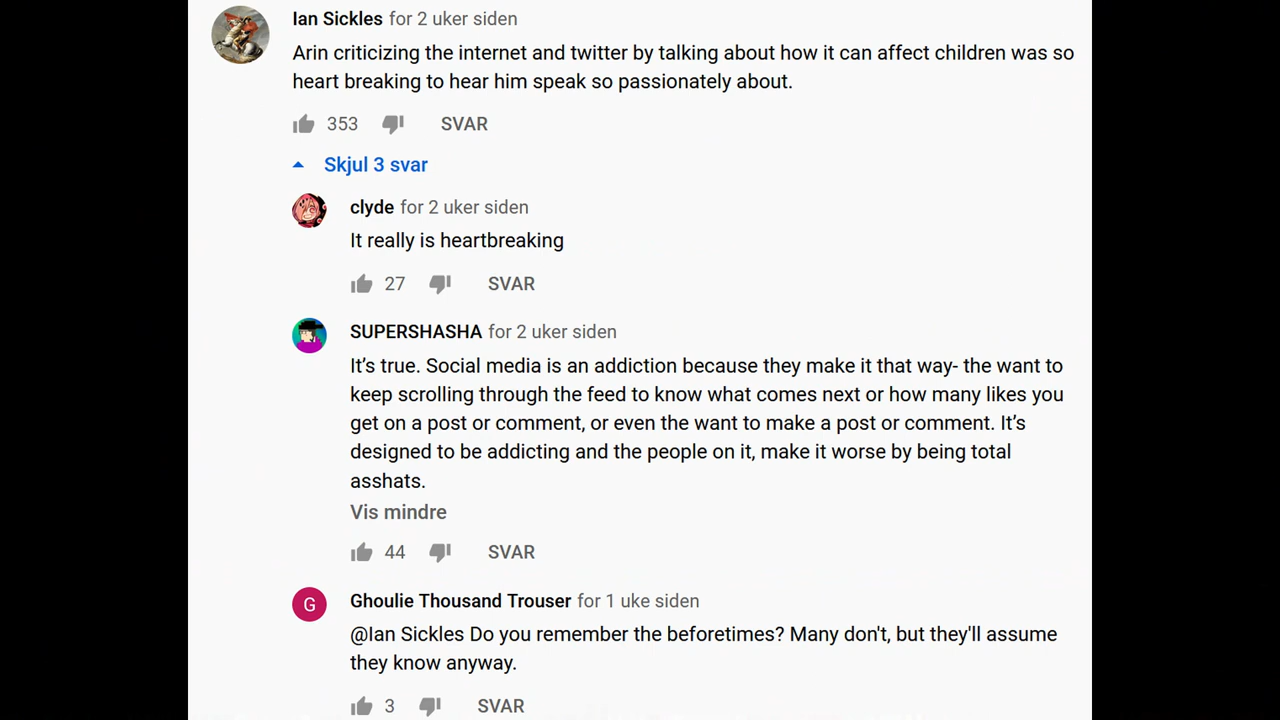 Ian Sickles for 2 uker siden
Arin criticizing the internet and twitter by talking about how it can affect children was so
heart breaking to hear him speak so passionately about.
353 SVAR
Skjul 3 svar
clyde for 2 uker siden
It really is heartbreaking
27 SVAR
SUPERSHASHA for 2 uker siden
It’s true. Social media is an addiction because they make it that way- the want to
keep scrolling through the feed to know what comes next or how many likes you
get on a post or comment, or even the want to make a post or comment. It’s
designed to be addicting and the people on it, make it worse by being total
asshats.
Vis mindre
44 SVAR
G
Ghoulie Thousand Trouser for 1 uke siden
@Ian Sickles Do you remember the beforetimes? Many don't, but they'll assume
they know anyway.
3 SVAR